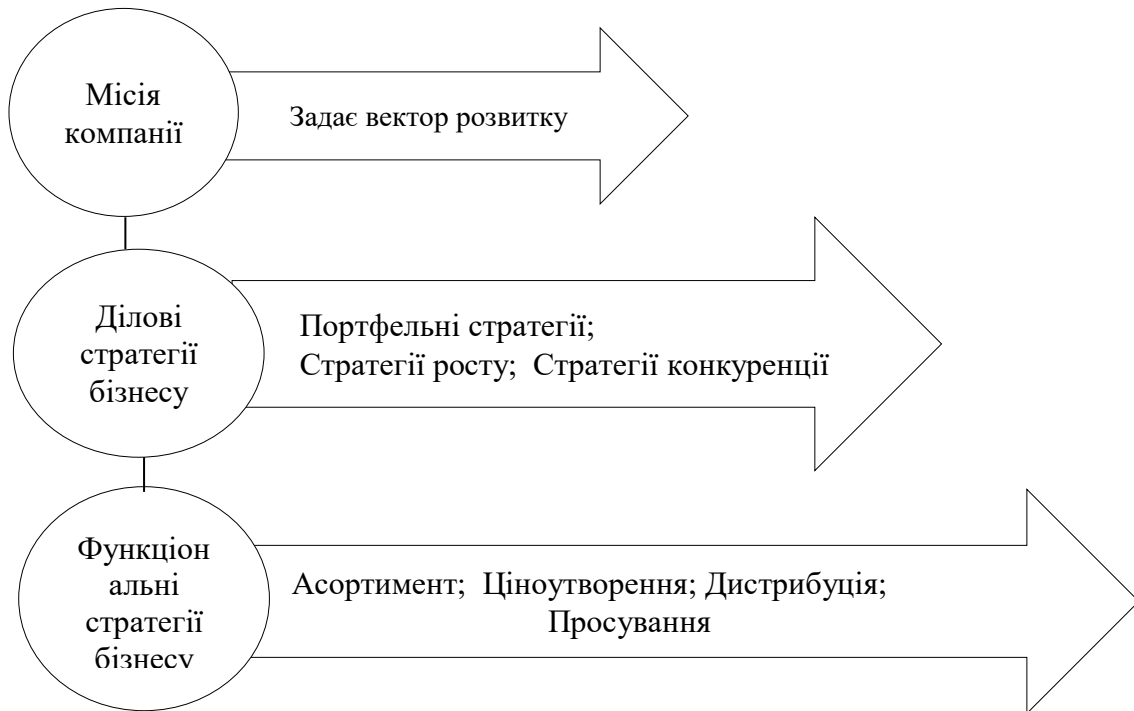 Місія
компанії
Задає вектор розвитку
Ділові
стратегії
бізнесу
Портфельні стратегії;
Стратегії росту;  Стратегії конкуренції
Функціон
альні
стратегії
бізнесу
Асортимент;  Ціноутворення; Дистрибуція;
Просування